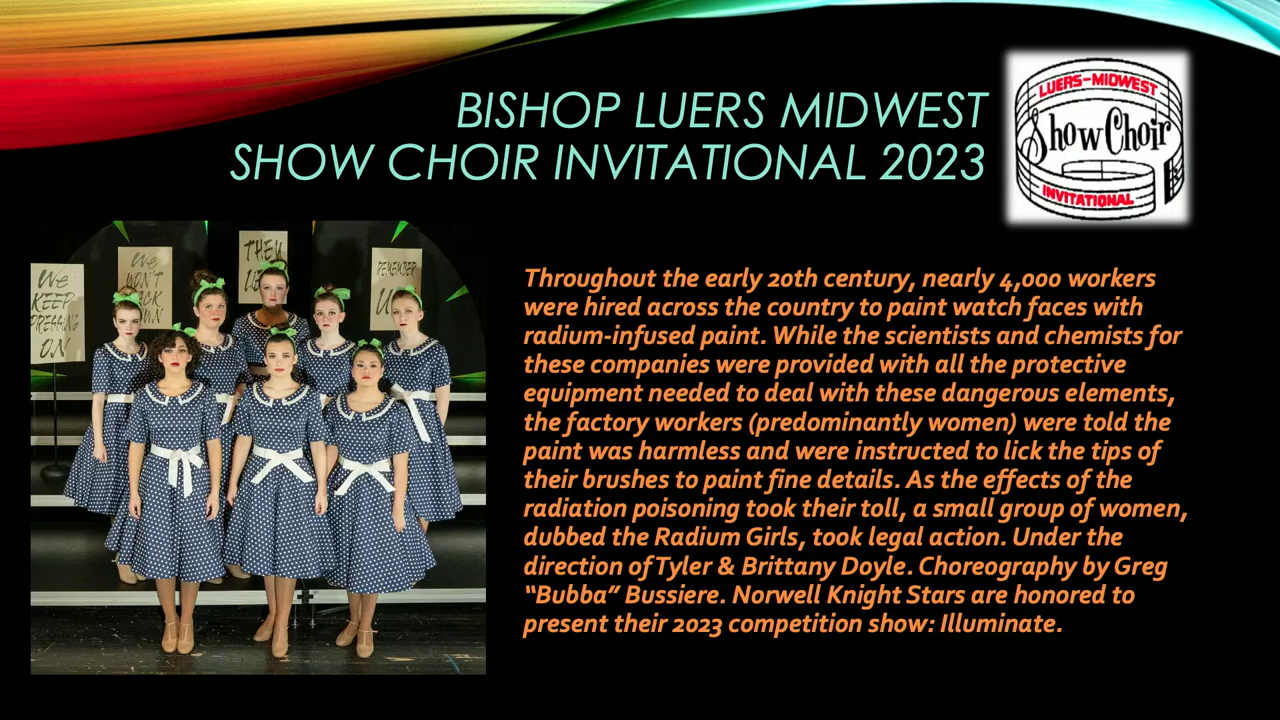 BISHOP LUERS MIDWEST
SHOW CHOIR INVITATIONAL 2023
LUERS-MIDWEST
Show Choir
INVITATIONAL
We
KEEP
PRESSING
ON
We
WON'T
THEY
REMEMBER
Throughout the early 20th century, nearly 4,000 workers
were hired across the country to paint watch faces with
radium-infused paint. While the scientists and chemists for
these companies were provided with all the protective
equipment needed to deal with these dangerous elements,
the factory workers (predominantly women) were told the
paint was harmless and were instructed to lick the tips of
their brushes to paint fine details. As the effects of the
radiation poisoning took their toll, a small group of women,
dubbed the Radium Girls, took legal action. Under the
direction of Tyler & Brittany Doyle. Choreography by Greg
“Bubba” Bussiere. Norwell Knight Stars are honored to
present their 2023 competition show: Illuminate.